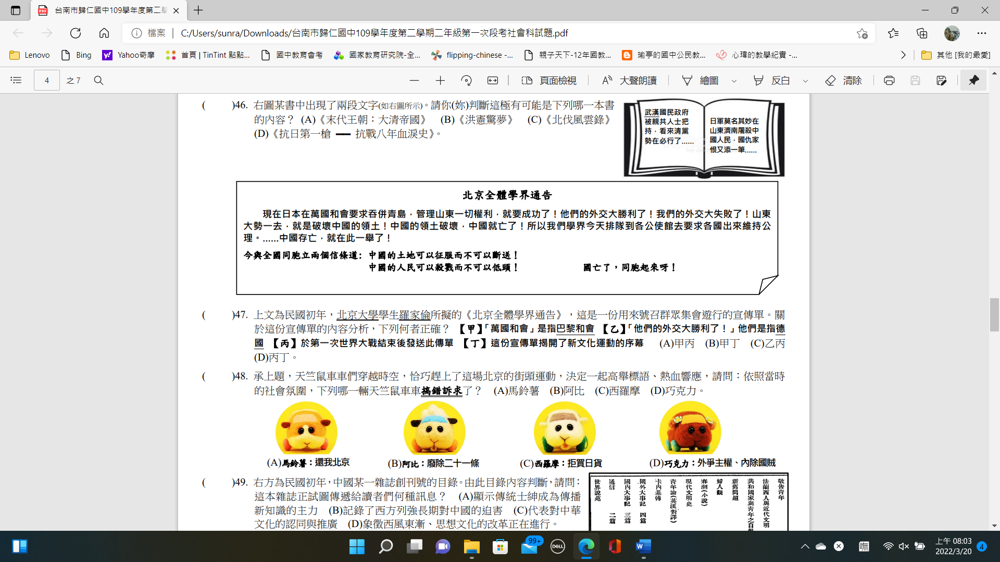 台南市歸仁國中109學年度第二學
檔案 C:/Users/sunra/Downloads/台南市歸仁國中109學年度第二學期二年級第一次段考社會科試題.pdf
Lenovo Bing Yahoo奇摩 首頁 | TinTint 點點... 國中教育會考 國家教育研究院-全... flipping-chinese -... 親子天下-12年國教... 瑜亭的國中公民教... 心瑋的教學紀實 -... 其他 [我的最愛]
4 之 7 頁面檢視 大聲朗讀 繪圖 反白 清除
( )46. 右圖某書中出現了兩段文字(如右圖所示)。請你(妳)判斷這極有可能是下列哪一本書
的內容？ (A)《末代王朝：大清帝國》 (B)《洪憲驚夢》 (C)《北伐風雲錄》
(D)《抗日第一槍 ━━ 抗戰八年血淚史》。
武漢國民政府
被親共人士把
持，看來清黨
勢在必行了......
日軍莫名其妙在
山東濟南屠殺中
國人民，國仇家
恨又添一筆......
北京全體學界通告
現在日本在萬國和會要求吞併青島，管理山東一切權利，就要成功了！他們的外交大勝利了！我們的外交大失敗了！山東
大勢一去，就是破壞中國的領土！中國的領土破壞，中國就亡了！所以我們學界今天排隊到各公使館去要求各國出來維持公
理。......中國存亡，就在此一舉了！
今與全國同胞立兩個信條道：中國的土地可以征服而不可以斷送！
中國的人民可以殺戮而不可以低頭！ 國亡了，同胞起來呀！
( )47. 上文為民國初年，北京大學學生羅家倫所擬的《北京全體學界通告》，這是一份用來號召群眾集會遊行的宣傳單。關
於這份宣傳單的內容分析，下列何者正確？ 【甲】「萬國和會」是指巴黎和會 【乙】「他們的外交大勝利了！」他們是指德
國 【丙】於第一次世界大戰結束後發送此傳單 【丁】這份宣傳單揭開了新文化運動的序幕 (A)甲丙 (B)甲丁 (C)乙丙
(D)丙丁。
( )48. 承上題，天竺鼠車車們穿越時空，恰巧趕上了這場北京的街頭運動，決定一起高舉標語、熱血響應，請問：依照當時
的社會氛圍，下列哪一輛天竺鼠車車搞錯訴求了？ (A)馬鈴薯 (B)阿比 (C)西羅摩 (D)巧克力。
(A)馬鈴薯：還我北京 (B)阿比：廢除二十一條 (C)西羅摩：拒買日貨 (D)巧克力：外爭主權、內除國賊
( )49. 右方為民國初年，中國某一雜誌創刊號的目錄。由此目錄內容判斷，請問：
這本雜誌正試圖傳遞給讀者們何種訊息？ (A)顯示傳統士紳成為傳播
新知識的主力 (B)記錄了西方列強長期對中國的迫害 (C)代表對中華
文化的認同與推廣 (D)象徵西風東漸、思想文化的改革正在進行。
敬告青年
法蘭西人與近代文明
共和國家與青年之自
新舊問題
婦人觀
春潮(小說)
現代文明史
青年論(英漢對譯)
卡內基傳
國外大事記 四篇
國內大事記 三篇
通信 二篇
世界說苑
99+
DELL
上午 08:03
2022/3/20
4